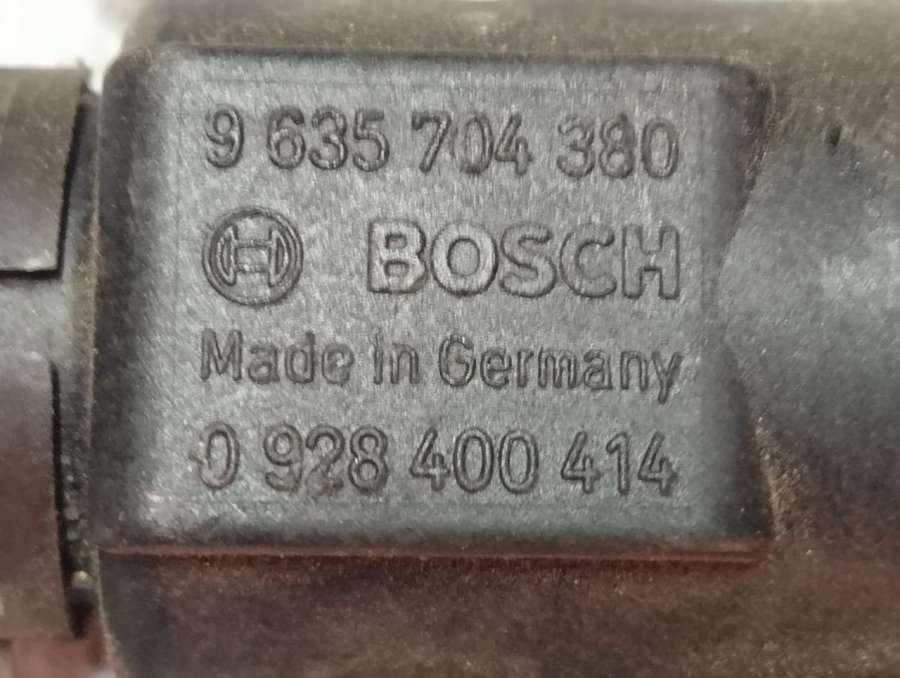 9 635 704 380
BOSCH
Made in Germany
0 928 400 414